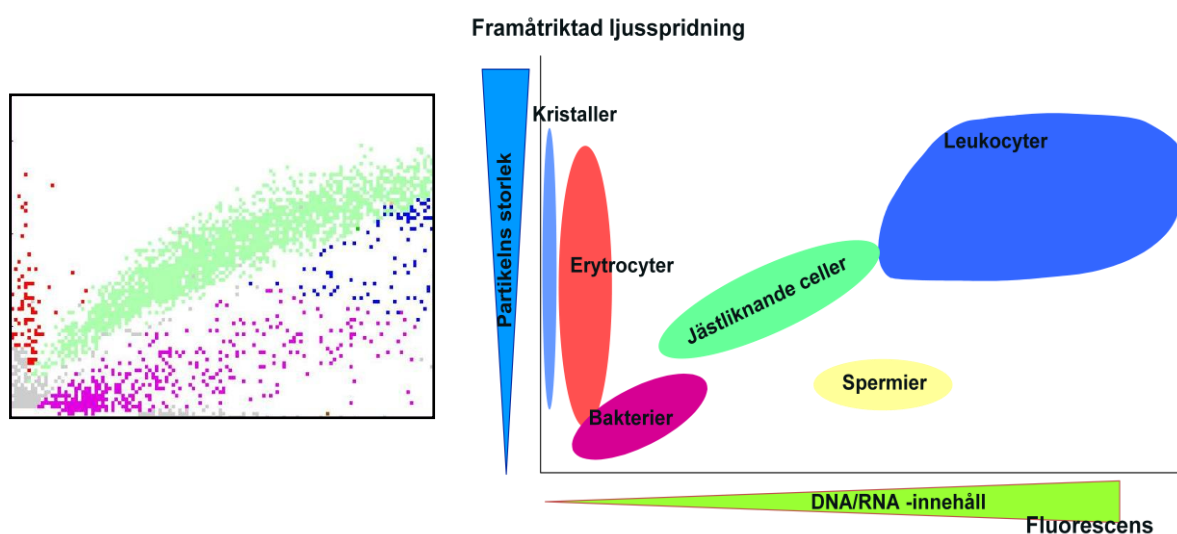 Framåtriktad ljusspridning
Kristaller
Leukocyter
Partikelns storlek
Erytrocyter
Jästliknande celler
Spermier
Bakterier
DNA/RNA -innehåll
Fluorescens